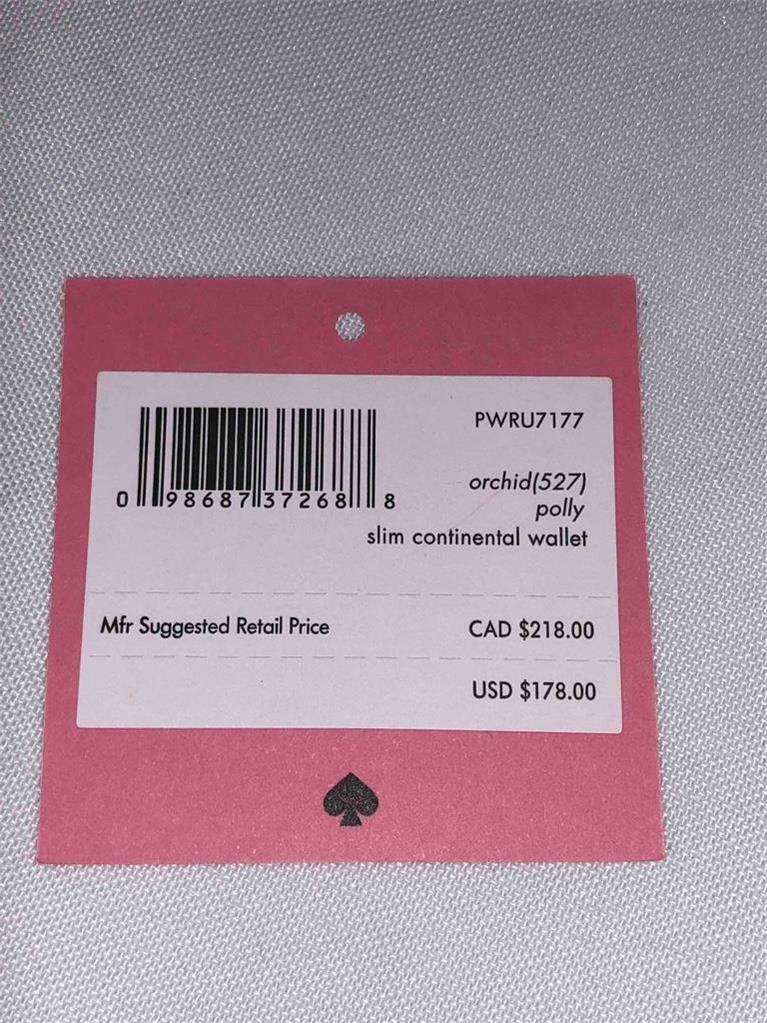 PWRU7177
0 98687 37268 8
orchid(527)
polly
slim continental wallet
Mfr Suggested Retail Price CAD $218.00
USD $178.00